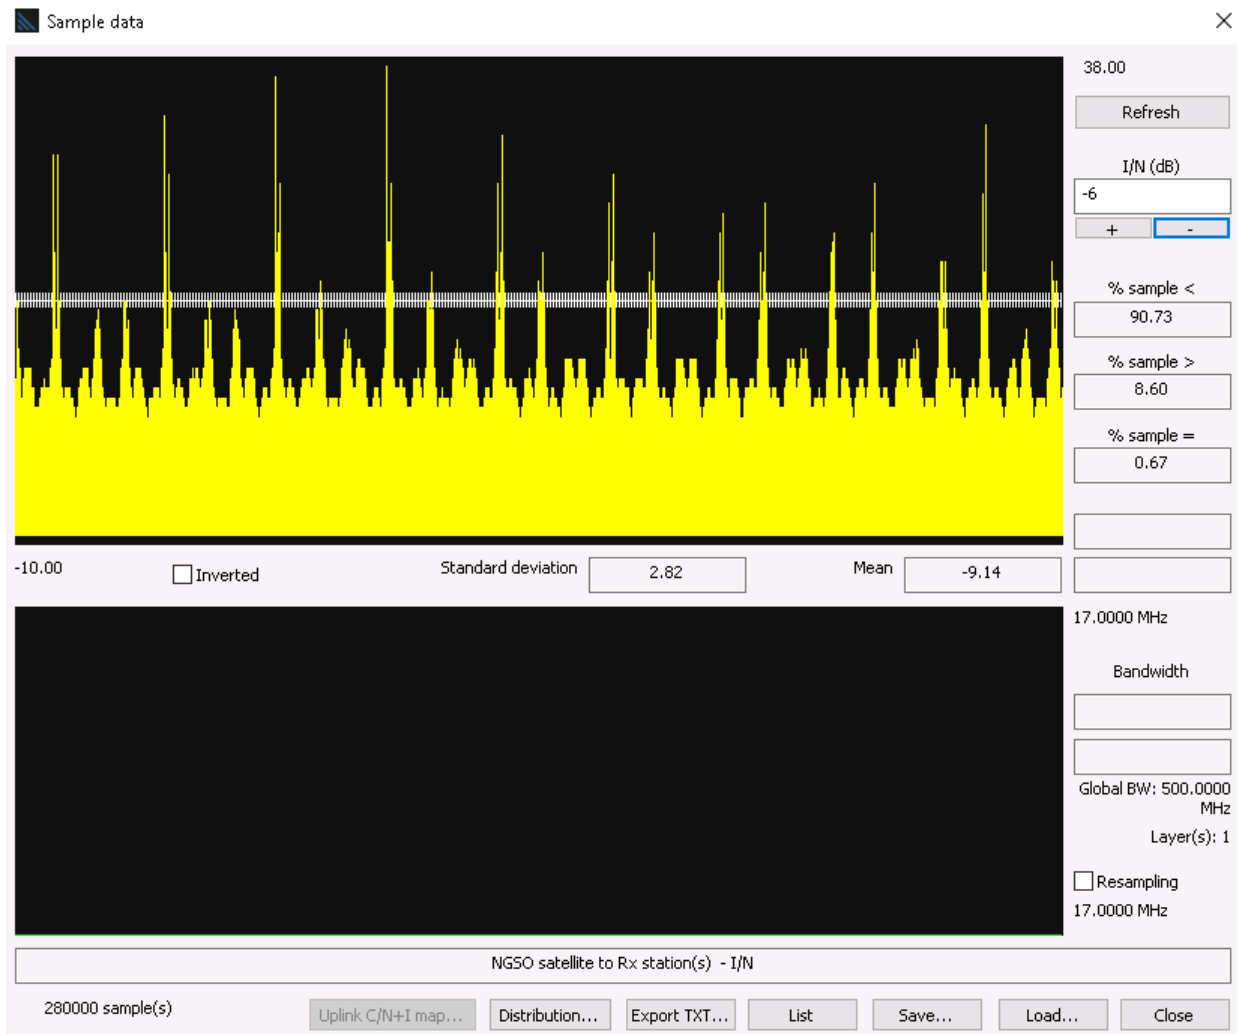 Sample data
38.00
Refresh
I/N (dB)
-6
+ -
% sample <
90.73
% sample >
8.60
% sample =
0.67
-10.00 Inverted Standard deviation 2.82 Mean -9.14
17.0000 MHz
Bandwidth
Global BW: 500.0000
MHz
Layer(s): 1
Resampling
17.0000 MHz
NGSO satellite to Rx station(s) - I/N
280000 sample(s) Uplink C/N+I map... Distribution... Export TXT... List Save... Load... Close